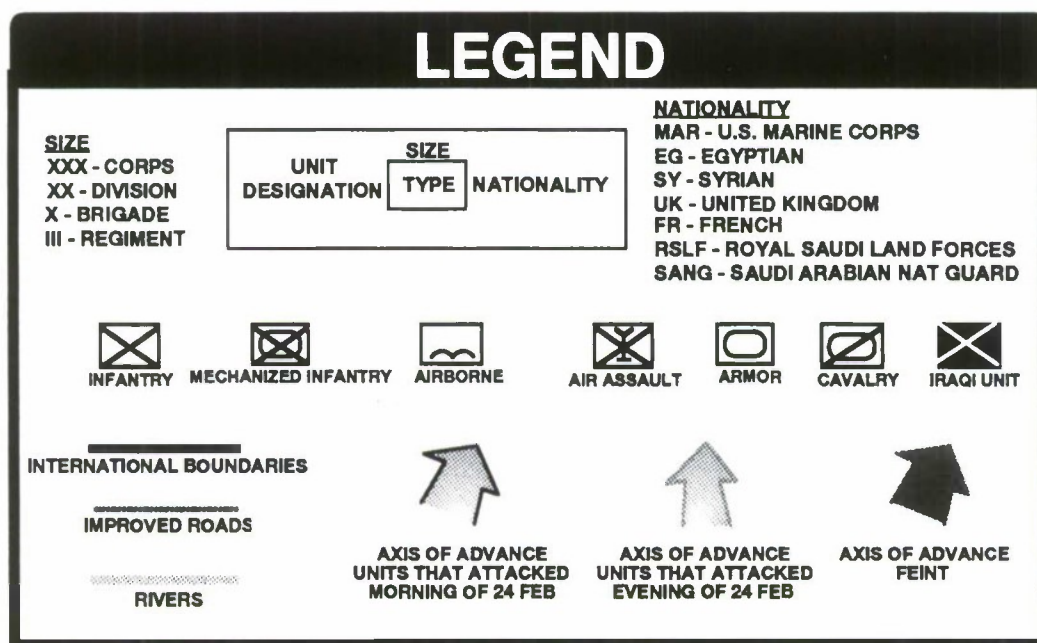 LEGEND
SIZE
XXX - CORPS
XX - DIVISION
X - BRIGADE
III - REGIMENT
UNIT
DESIGNATION
SIZE
TYPE
NATIONALITY
NATIONALITY
MAR - U.S. MARINE CORPS
EG - EGYPTIAN
SY - SYRIAN
UK - UNITED KINGDOM
FR - FRENCH
RSLF - ROYAL SAUDI LAND FORCES
SANG - SAUDI ARABIAN NAT GUARD
INFANTRY
MECHANIZED INFANTRY
AIRBORNE
AIR ASSAULT
ARMOR
CAVALRY
IRAQI UNIT
INTERNATIONAL BOUNDARIES
IMPROVED ROADS
RIVERS
AXIS OF ADVANCE
UNITS THAT ATTACKED
MORNING OF 24 FEB
AXIS OF ADVANCE
UNITS THAT ATTACKED
EVENING OF 24 FEB
AXIS OF ADVANCE
FEINT